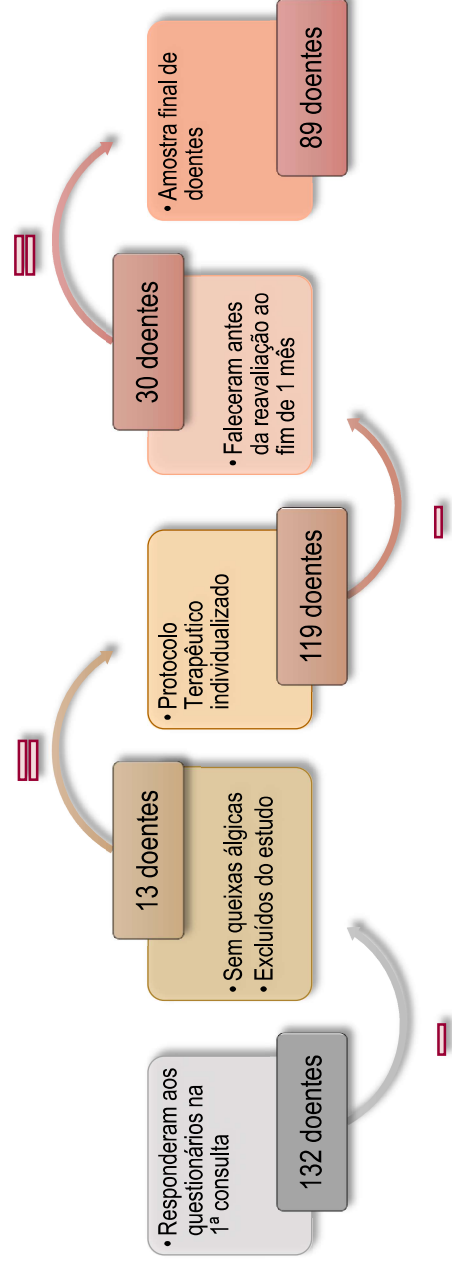 • Responderam aos
questionários na
1ª consulta
132 doentes
13 doentes
• Sem queixas álgicas
• Excluídos do estudo
• Protocolo
Terapêutico
individualizado
119 doentes
30 doentes
• Faleceram antes
da reavaliação ao
fim de 1 mês
• Amostra final de
doentes
89 doentes